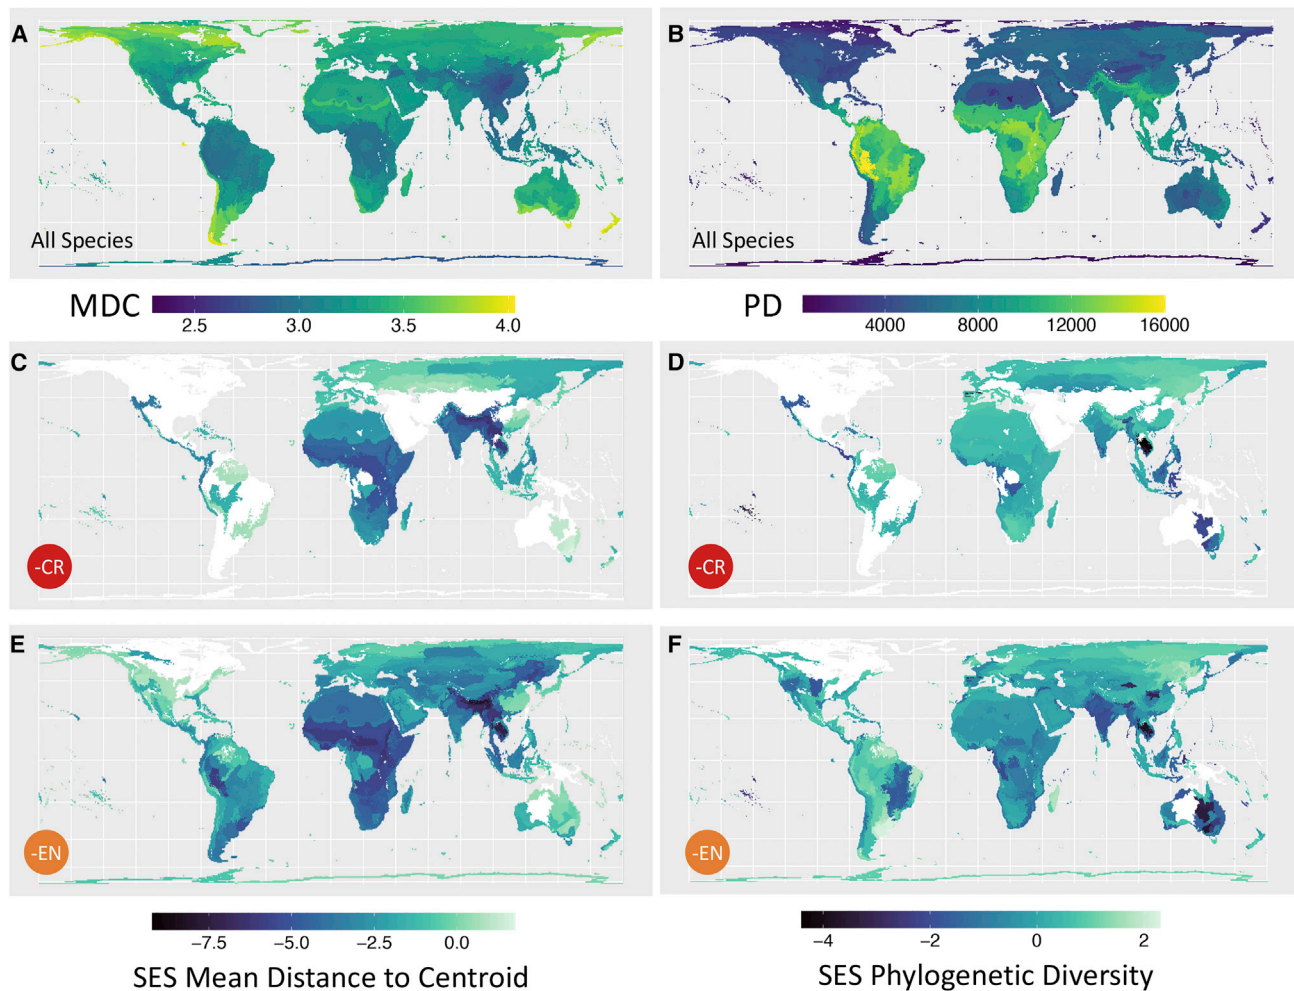 A
B
All Species
All Species
MDC
2.5 3.0 3.5 4.0
PD
4000 8000 12000 16000
C
D
-CR
-CR
E
F
-EN
-EN
−7.5 −5.0 −2.5 0.0
SES Mean Distance to Centroid
−4 −2 0 2
SES Phylogenetic Diversity